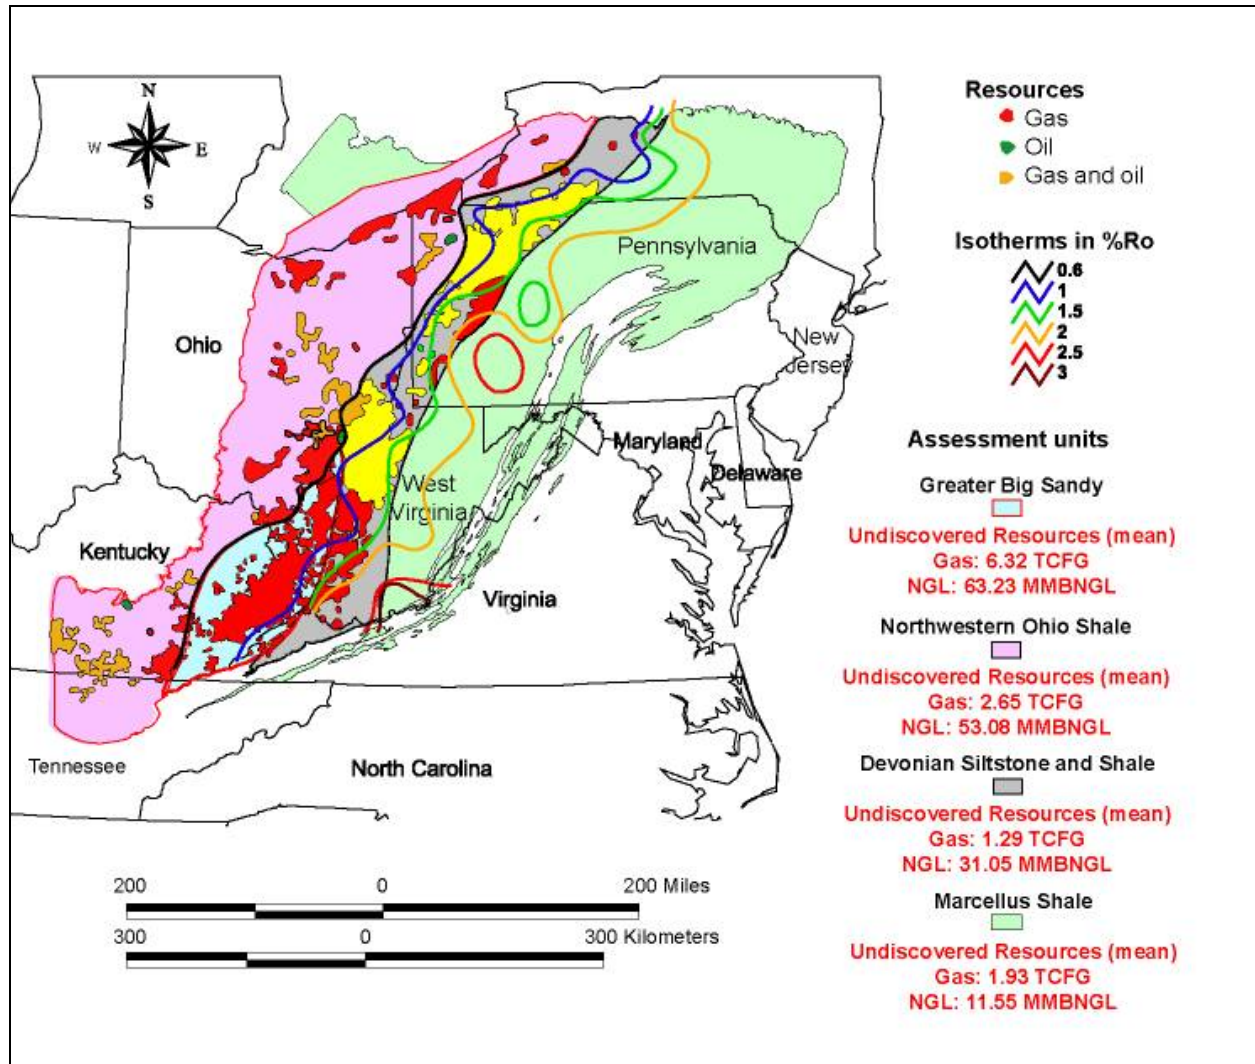 N
W
E
S
Ohio
Pennsylvania
New
Jersey
Maryland
Delaware
West
Virginia
Kentucky
Virginia
Tennessee
North Carolina
200 0 200 Miles
300 0 300 Kilometers
Resources
Gas
Oil
Gas and oil
Isotherms in %Ro
0.6
1
1.5
2
2.5
3
Assessment units
Greater Big Sandy
Undiscovered Resources (mean)
Gas: 6.32 TCFG
NGL: 63.23 MMBNGL
Northwestern Ohio Shale
Undiscovered Resources (mean)
Gas: 2.65 TCFG
NGL: 53.08 MMBNGL
Devonian Siltstone and Shale
Undiscovered Resources (mean)
Gas: 1.29 TCFG
NGL: 31.05 MMBNGL
Marcellus Shale
Undiscovered Resources (mean)
Gas: 1.93 TCFG
NGL: 11.55 MMBNGL